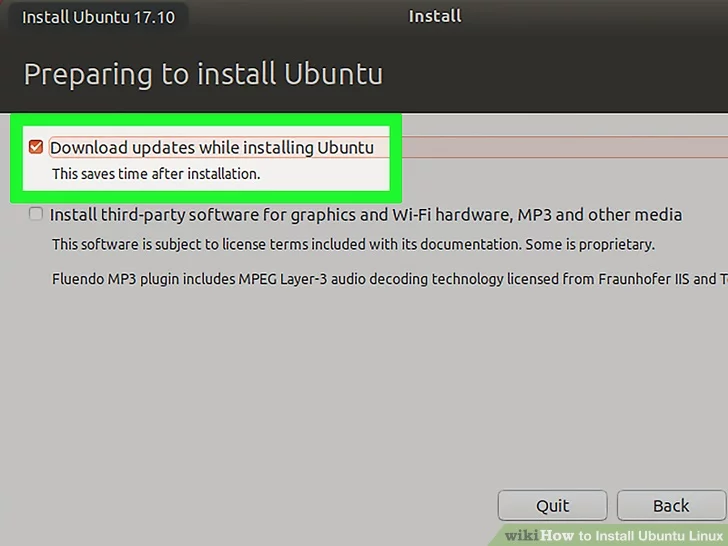 Install Ubuntu 17.10
Install
Preparing to install Ubuntu
Download updates while installing Ubuntu
This saves time after installation.
Install third-party software for graphics and Wi-Fi hardware, MP3 and other media
This software is subject to license terms included with its documentation. Some is proprietary.
Fluendo MP3 plugin includes MPEG Layer-3 audio decoding technology licensed from Fraunhofer IIS and
Quit
Back
wikiHow to Install Ubuntu Linux